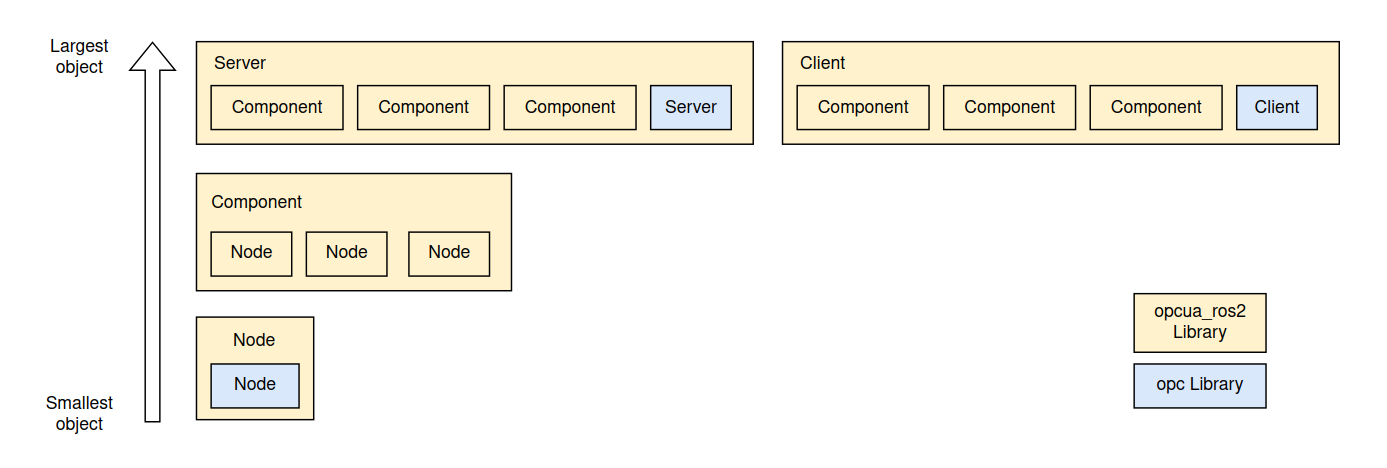 Largest
object
Server
Component
Component
Component
Server
Client
Component
Component
Component
Client
Component
Node
Node
Node
Node
Node
opcua_ros2
Library
opc Library
Smallest
object